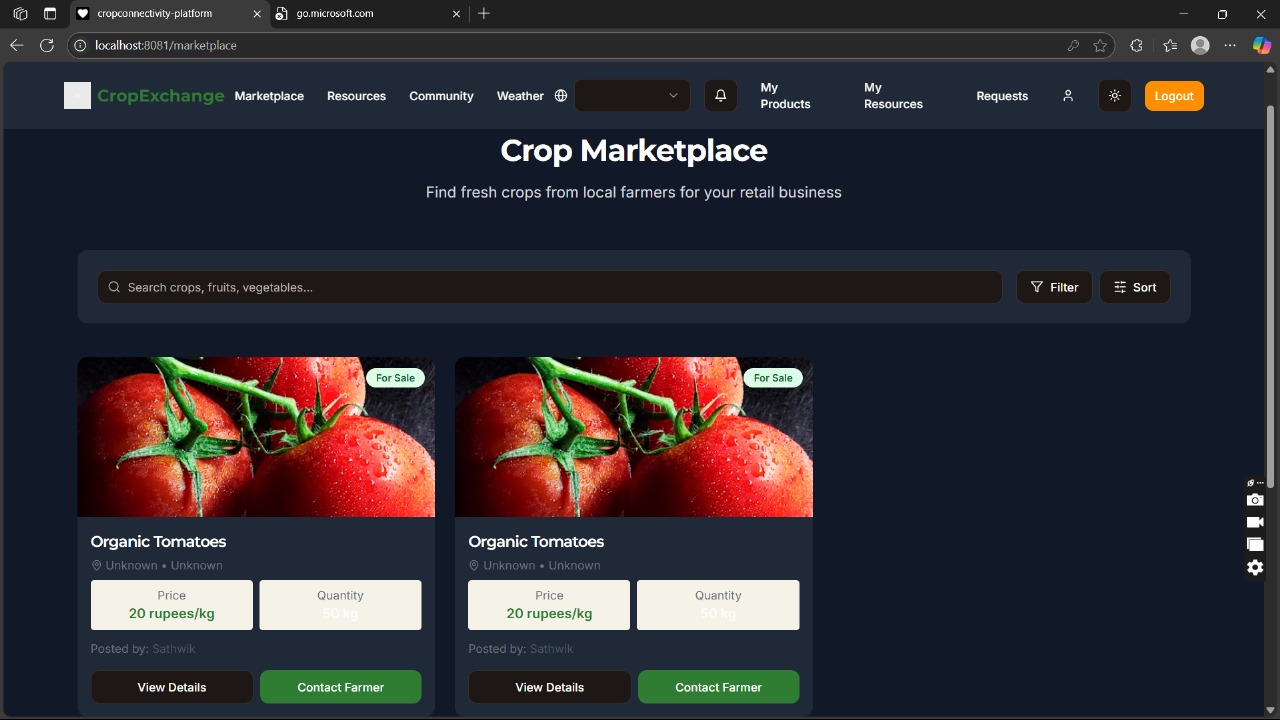 cropconnectivity-platform
go.microsoft.com
localhost:8081/marketplace
CropExchange
Marketplace
Resources
Community
Weather
My Products
My Resources
Requests
Logout
Crop Marketplace
Find fresh crops from local farmers for your retail business
Search crops, fruits, vegetables...
Filter
Sort
For Sale
For Sale
Organic Tomatoes
Unknown • Unknown
Price
20 rupees/kg
Quantity
50 kg
Posted by: Sathwik
View Details
Contact Farmer
Organic Tomatoes
Unknown • Unknown
Price
20 rupees/kg
Quantity
50 kg
Posted by: Sathwik
View Details
Contact Farmer